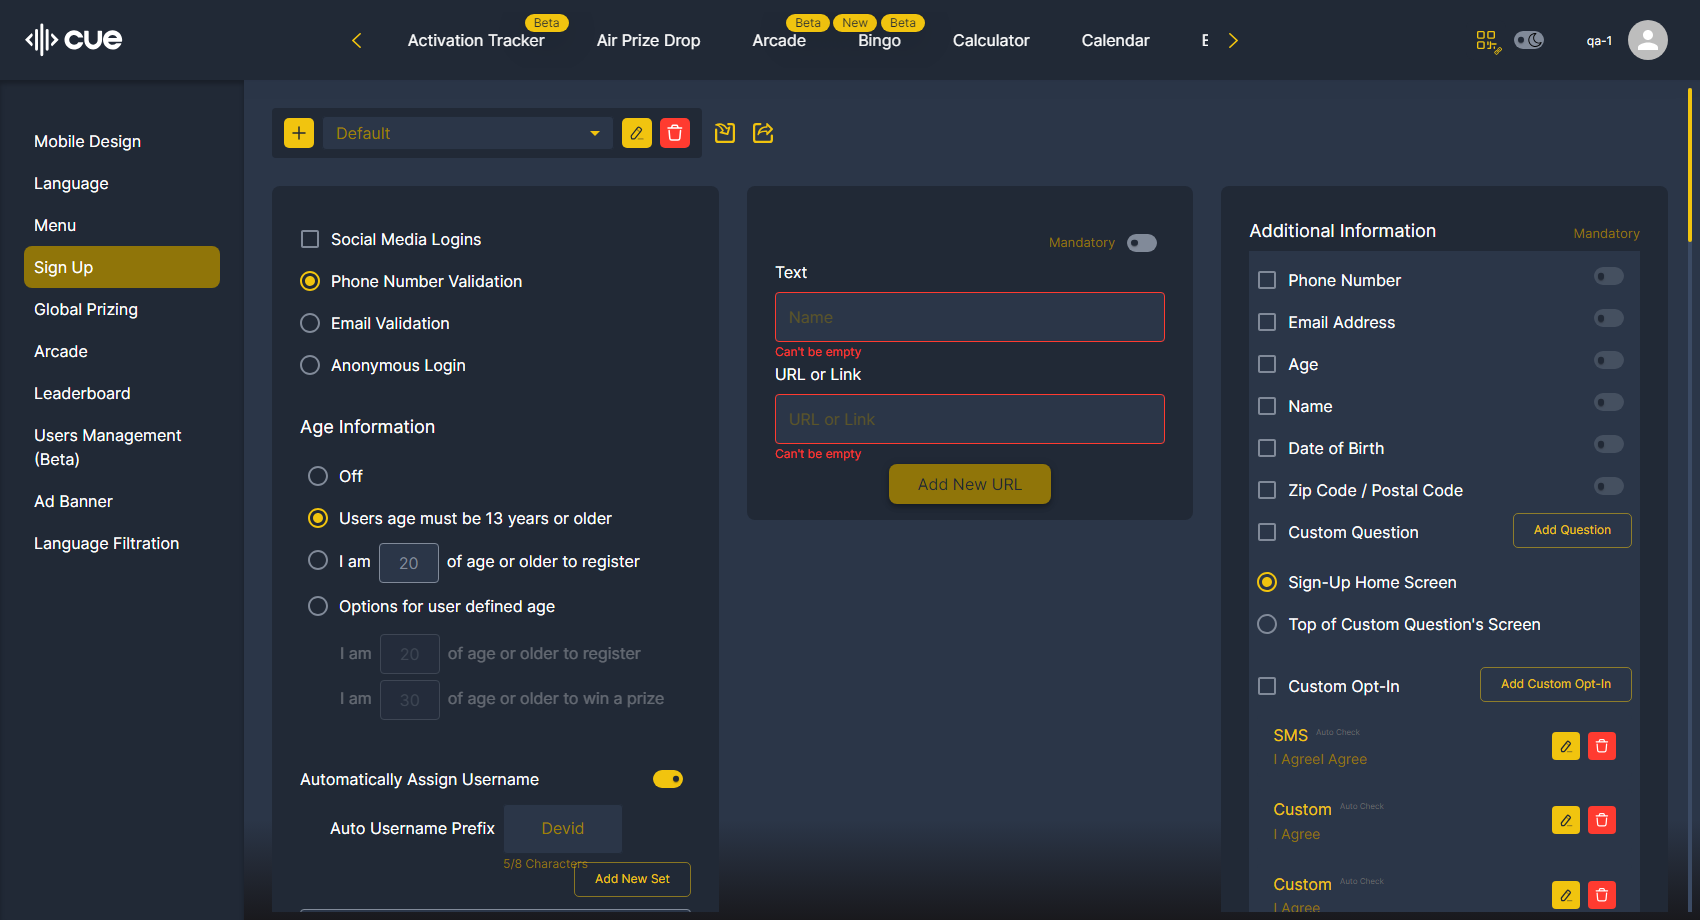 cue
Activation Tracker
Beta
Air Prize Drop
Arcade
Beta
Bingo
New
Beta
Calculator
Calendar
qa-1
Mobile Design
Language
Menu
Sign Up
Global Prizing
Arcade
Leaderboard
Users Management
(Beta)
Ad Banner
Language Filtration
Default
Social Media Logins
Phone Number Validation
Email Validation
Anonymous Login
Age Information
Off
Users age must be 13 years or older
I am 20 of age or older to register
Options for user defined age
I am 20 of age or older to register
I am 30 of age or older to win a prize
Automatically Assign Username
Auto Username Prefix Devid
5/8 Characters
Add New Set
Mandatory
Text
Name
Can't be empty
URL or Link
URL or Link
Can't be empty
Add New URL
Additional Information
Mandatory
Phone Number
Email Address
Age
Name
Date of Birth
Zip Code / Postal Code
Custom Question
Add Question
Sign-Up Home Screen
Top of Custom Question's Screen
Custom Opt-In
Add Custom Opt-In
SMS Auto Check
I AgreeI Agree
Custom Auto Check
I Agree
Custom Auto Check
I Agree